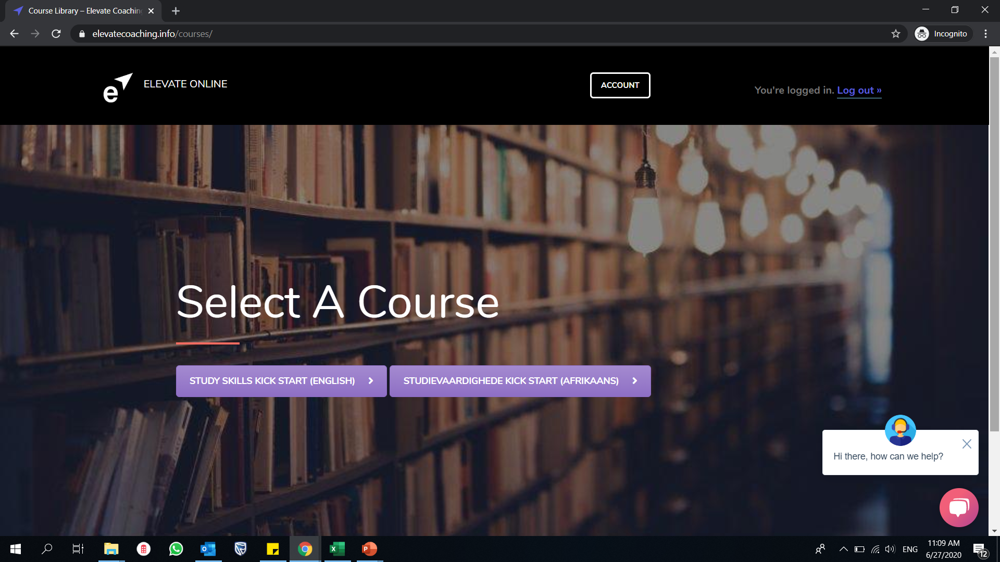 Course Library – Elevate Coaching
elevatecoaching.info/courses/
Incognito
e
ELEVATE ONLINE
ACCOUNT
You're logged in. Log out »
Select A Course
STUDY SKILLS KICK START (ENGLISH)
STUDIEVAARDIGHEDE KICK START (AFRIKAANS)
Hi there, how can we help?
ENG
11:09 AM
6/27/2020
12